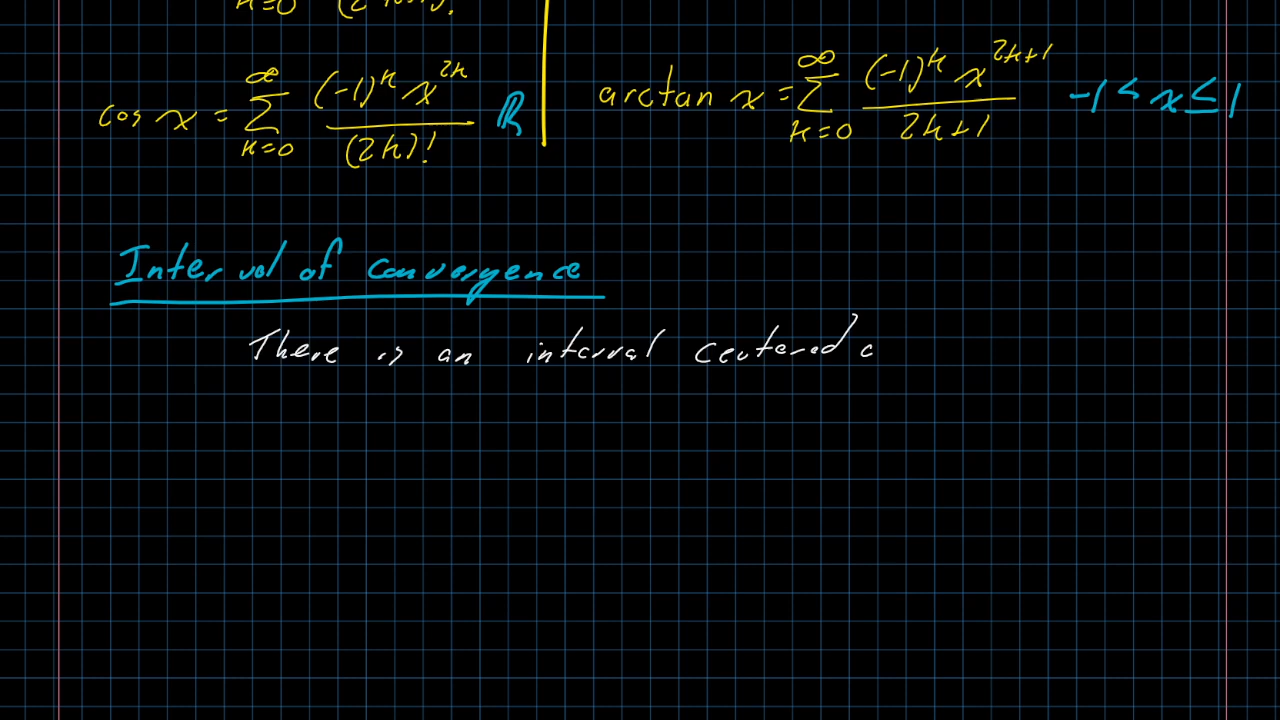 cos x = ∑_{k=0}^{∞} (-1)^k x^{2k} / (2k)! ℝ
arctan x = ∑_{k=0}^{∞} (-1)^k x^{2k+1} / 2k+1 -1 < x ≤ 1
Interval of convergence
There is an interval centered